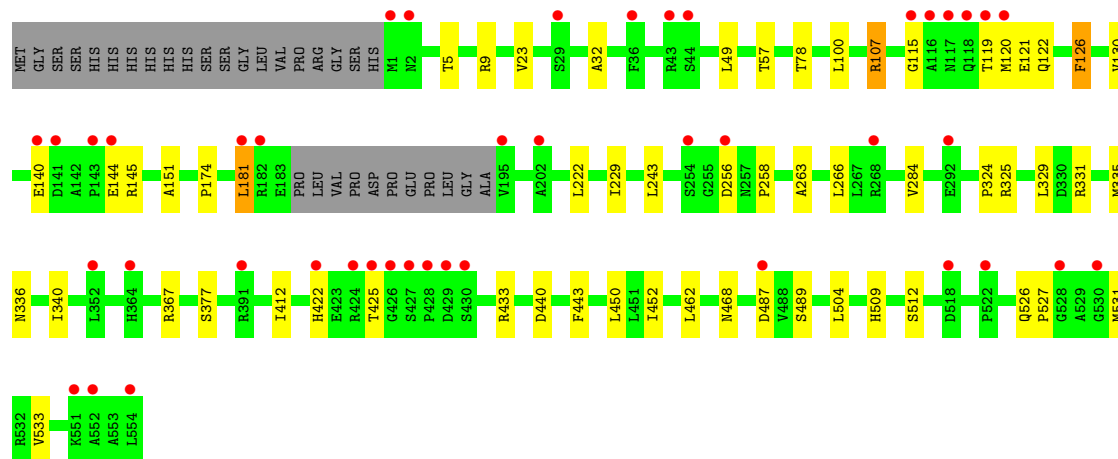 MET GLY SER SER HIS HIS HIS HIS HIS HIS SER SER GLY LEU VAL PRO ARG GLY SER HIS M1 N2 T5 R9 V23 S29 A32 F36 R43 S44 L49 T57 T78 L100 R107 G115 A116 N117 Q118 T119 M120 E121 Q122 F126
E140 D141 A142 P143 E144 R145 A151 P174 L181 R182 E183 PRO LEU VAL PRO ASP PRO GLU PRO LEU GLY ALA V195 A202 L222 I229 L243 S254 G255 D256 N257 P258 A263 L266 L267 R268 V284 E292 P324 R325 L329 D330 R331 M335
N336 I340 L352 H364 R367 S377 R391 I412 H422 E423 R424 T425 G426 S427 P428 D429 S430 R433 D440 F443 L450 L451 I452 L462 N468 D487 V488 S489 L504 H509 S512 D518 P522 Q526 P527 G528 A529 G530 M531
R532 V533 K551 A552 A553 L554